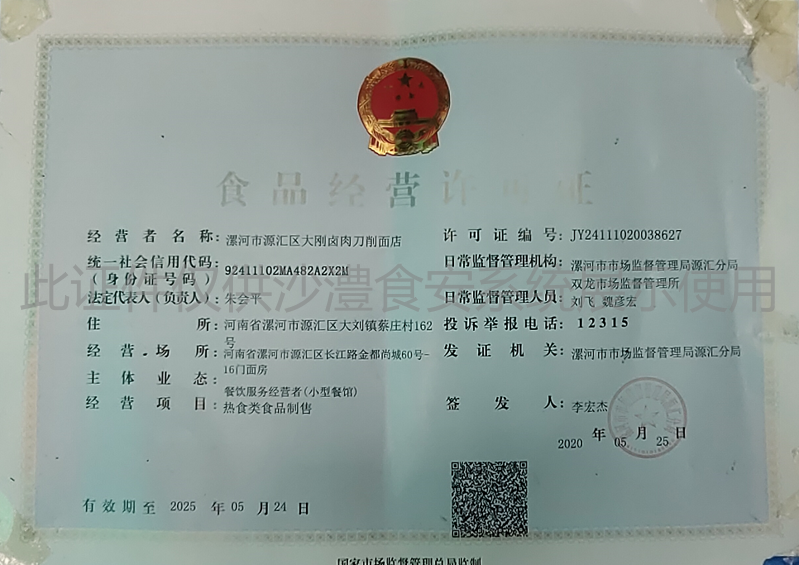 食品经营许可证
经营者名称：漯河市源汇区大刚卤肉刀削面店
许可证编号：JY24111020038627
统一社会信用代码：
(身份证号码)
92411102MA482A2X2M
日常监督管理机构：漯河市市场监督管理局源汇分局
双龙市场监督管理所
此证件仅供沙澧食安系统公示使用
法定代表人(负责人)：朱会平
日常监督管理人员：刘飞 魏彦宏
住所：河南省漯河市源汇区大刘镇蔡庄村162
号
投诉举报电话：12315
经营场所：河南省漯河市源汇区长江路金都尚城60号-
16门面房
发证机关：漯河市市场监督管理局源汇分局
主体业态：餐饮服务经营者(小型餐馆)
经营项目：热食类食品制售
签发人：李宏杰
2020 年 05 月 25 日
有效期至 2025 年 05 月 24 日
国家市场监督管理总局监制